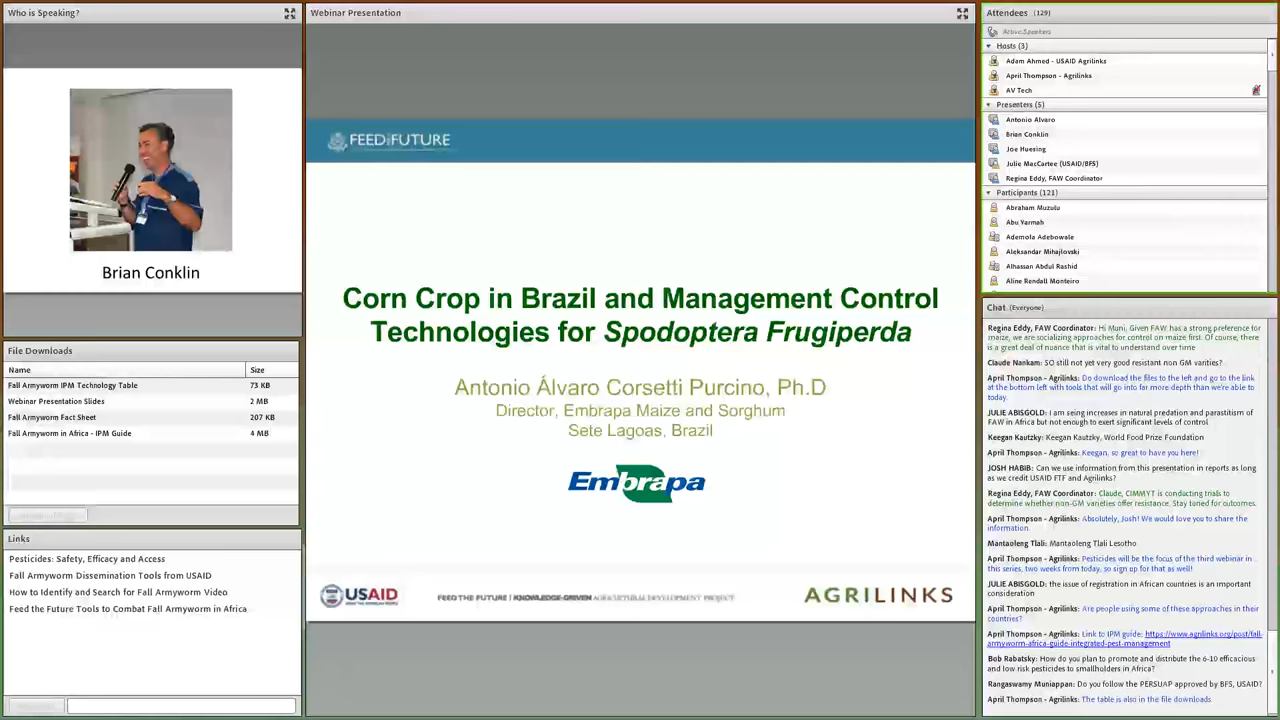 Who is Speaking?
Brian Conklin
File Downloads
Name Size
Fall Armyworm IPM Technology Table 73 KB
Webinar Presentation Slides 2 MB
Fall Armyworm Fact Sheet 207 KB
Fall Armyworm in Africa - IPM Guide 4 MB
Links
Pesticides: Safety, Efficacy and Access
Fall Armyworm Dissemination Tools from USAID
How to Identify and Search for Fall Armyworm Video
Feed the Future Tools to Combat Fall Armyworm in Africa
Webinar Presentation
FEED THE FUTURE
Corn Crop in Brazil and Management Control
Technologies for Spodoptera Frugiperda
Antonio Álvaro Corsetti Purcino, Ph.D
Director, Embrapa Maize and Sorghum
Sete Lagoas, Brazil
Embrapa
USAID
FROM THE AMERICAN PEOPLE
FEED THE FUTURE | KNOWLEDGE-DRIVEN AGRICULTURAL DEVELOPMENT PROJECT
AGRILINKS
Attendees (129)
Active Speakers
Hosts (3)
Adam Ahmed - USAID Agrilinks
April Thompson - Agrilinks
AV Tech
Presenters (5)
Antonio Alvaro
Brian Conklin
Joe Huesing
Julie MacCartee (USAID/BFS)
Regina Eddy, FAW Coordinator
Participants (121)
Abraham Muzulu
Abu Yarmah
Ademola Adebowale
Aleksandar Mihajlovski
Alhassan Abdul Rashid
Aline Rendall Monteiro
Chat (Everyone)
Regina Eddy, FAW Coordinator: Hi Muni, Given FAW has a strong preference for
maize, we are socializing approaches for control on maize first. Of course, there
is a great deal of nuance that is vital to understand over time
Claude Nankam: SO still not yet very good resistant non GM varities?
April Thompson - Agrilinks: Do download the files to the left and go to the link
at the bottom left with tools that will go into far more depth than we're able to
today.
JULIE ABISGOLD: I am seing increases in natural predation and parastitism of
FAW in Africa but not enough to exert significant levels of control
Keegan Kautzky: Keegan Kautzky, World Food Prize Foundation
April Thompson - Agrilinks: Keegan, so great to have you here!
JOSH HABIB: Can we use information from this presentation in reports as long
as we credit USAID FTF and Agrilinks?
Regina Eddy, FAW Coordinator: Claude, CIMMYT is conducting trials to
determine whether non-GM varieties offer resistance. Stay tuned for outcomes.
April Thompson - Agrilinks: Absolutely, Josh! We would love you to share the
information.
Mantaoleng Tlali: Mantaoleng Tlali Lesotho
April Thompson - Agrilinks: Pesticides will be the focus of the third webinar in
this series, two weeks from today, so sign up for that as well!
JULIE ABISGOLD: the issue of registration in African countries is an important
consideration
April Thompson - Agrilinks: Are people using some of these approaches in their
countries?
April Thompson - Agrilinks: Link to IPM guide: https://www.agrilinks.org/post/fall-
armyworm-africa-guide-integrated-pest-management
Bob Rabatsky: How do you plan to promote and distribute the 6-10 efficacious
and low risk pesticides to smallholders in Africa?
Rangaswamy Muniappan: Do you follow the PERSUAP approved by BFS, USAID?
April Thompson - Agrilinks: The table is also in the file downloads